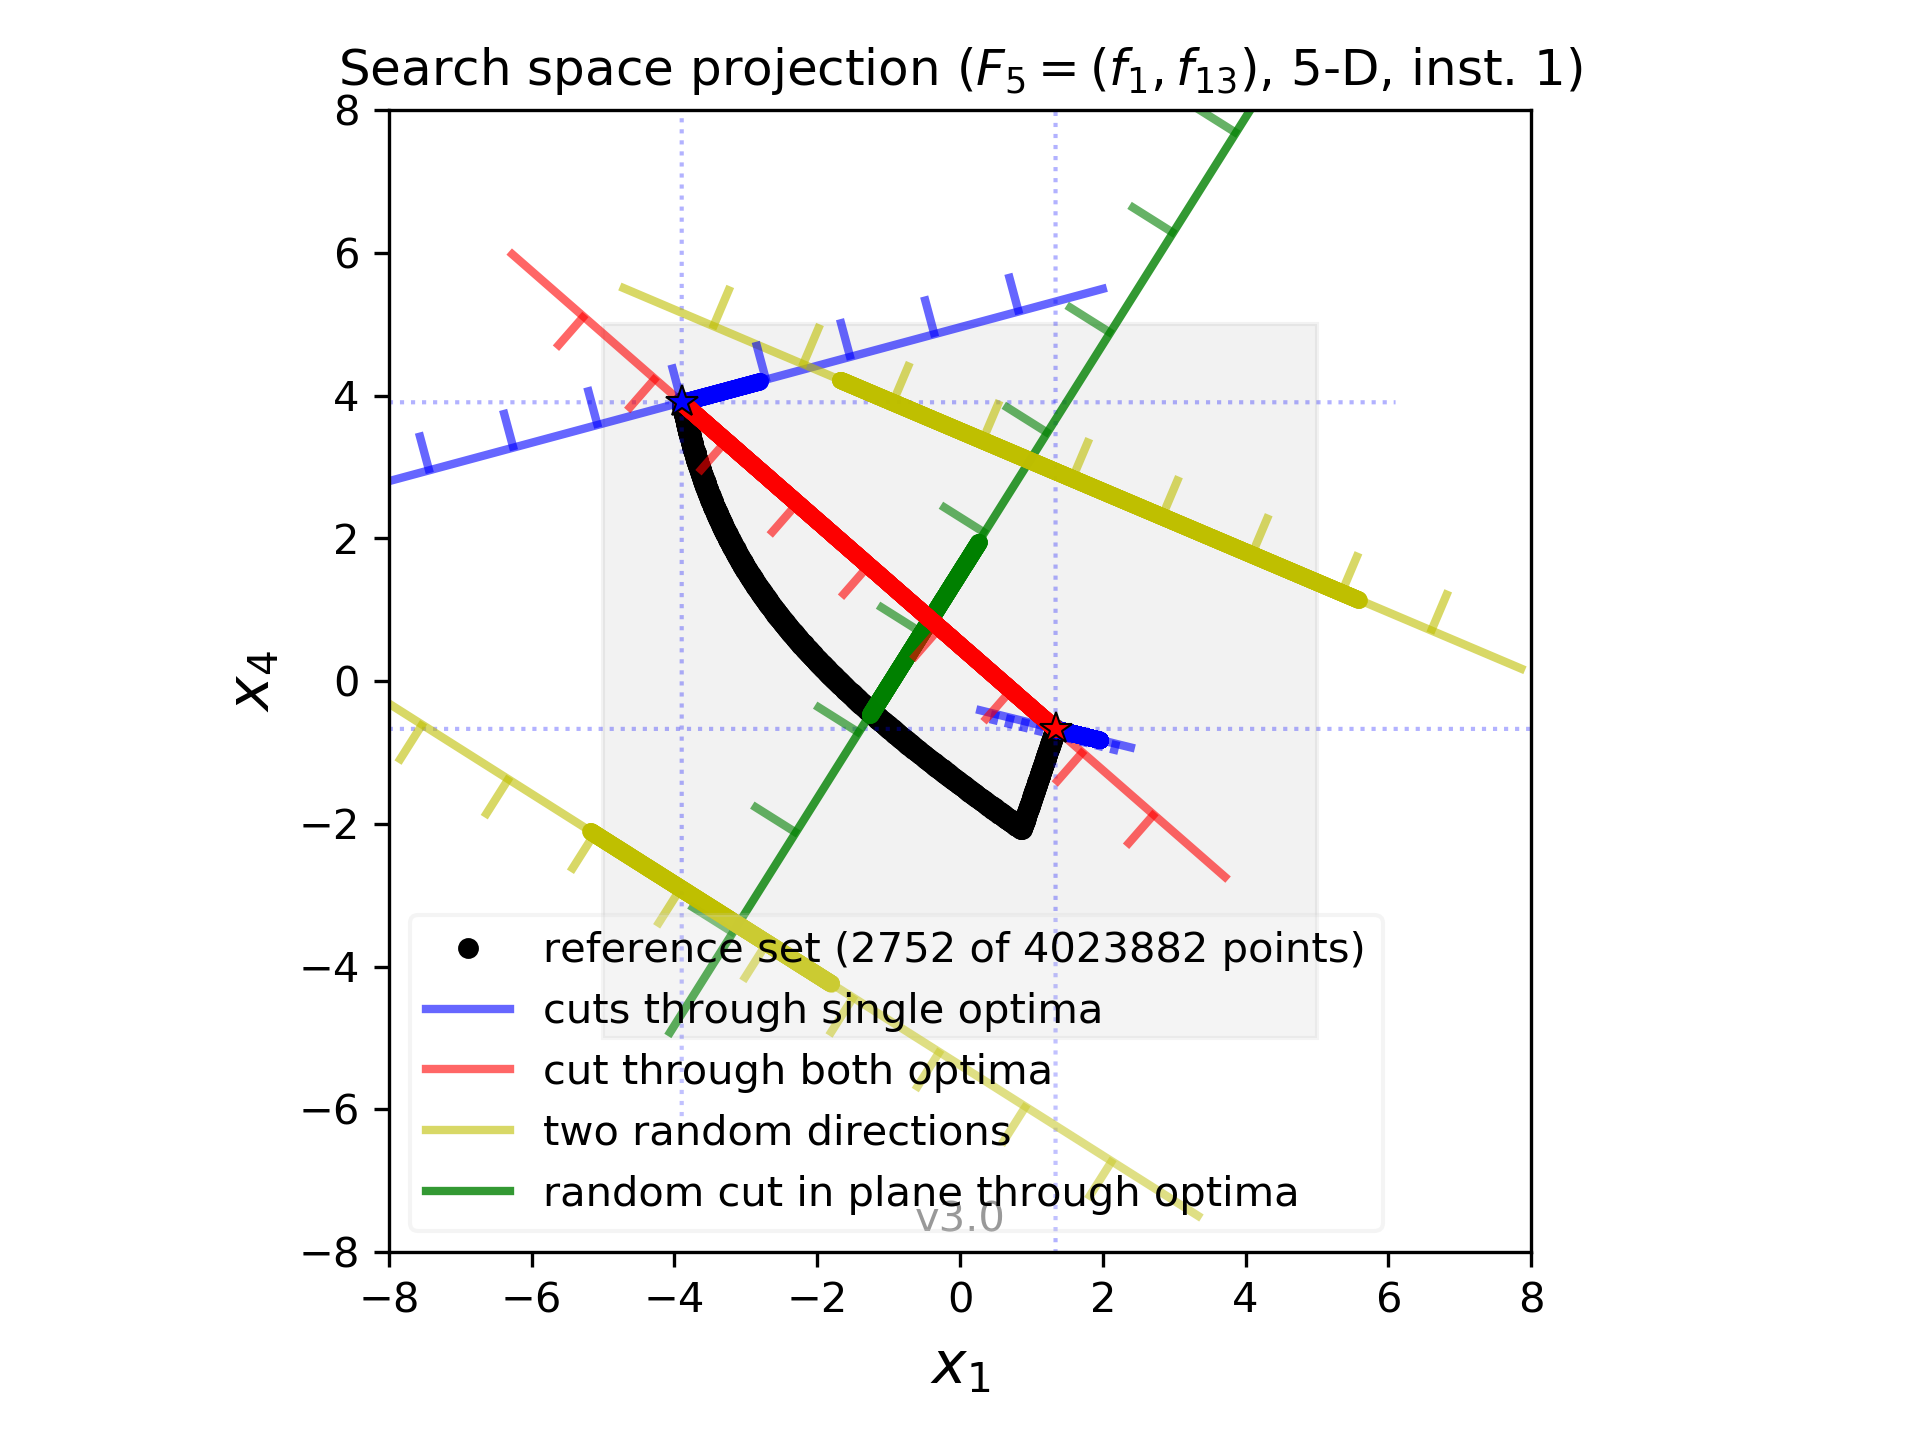 Search space projection (F₅ = (f₁, f₁₃), 5-D, inst. 1)
8
6
4
2
0
−2
−4
−6
−8
x₄
reference set (2752 of 4023882 points)
cuts through single optima
cut through both optima
two random directions
random cut in plane through optima
v3.0
−8 −6 −4 −2 0 2 4 6 8
x₁